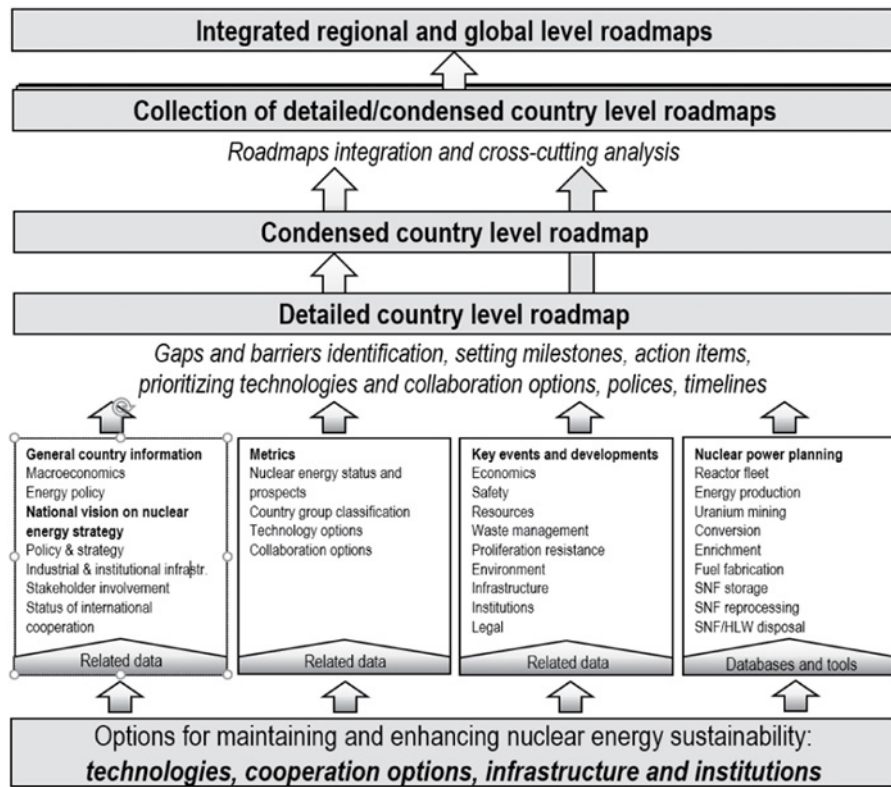 Integrated regional and global level roadmaps
Collection of detailed/condensed country level roadmaps
Roadmaps integration and cross-cutting analysis
Condensed country level roadmap
Detailed country level roadmap
Gaps and barriers identification, setting milestones, action items,
prioritizing technologies and collaboration options, polices, timelines
General country information
Macroeconomics
Energy policy
National vision on nuclear
energy strategy
Policy & strategy
Industrial & institutional infrastr.
Stakeholder involvement
Status of international
cooperation
Related data
Metrics
Nuclear energy status and
prospects
Country group classification
Technology options
Collaboration options
Related data
Key events and developments
Economics
Safety
Resources
Waste management
Proliferation resistance
Environment
Infrastructure
Institutions
Legal
Related data
Nuclear power planning
Reactor fleet
Energy production
Uranium mining
Conversion
Enrichment
Fuel fabrication
SNF storage
SNF reprocessing
SNF/HLW disposal
Databases and tools
Options for maintaining and enhancing nuclear energy sustainability:
technologies, cooperation options, infrastructure and institutions